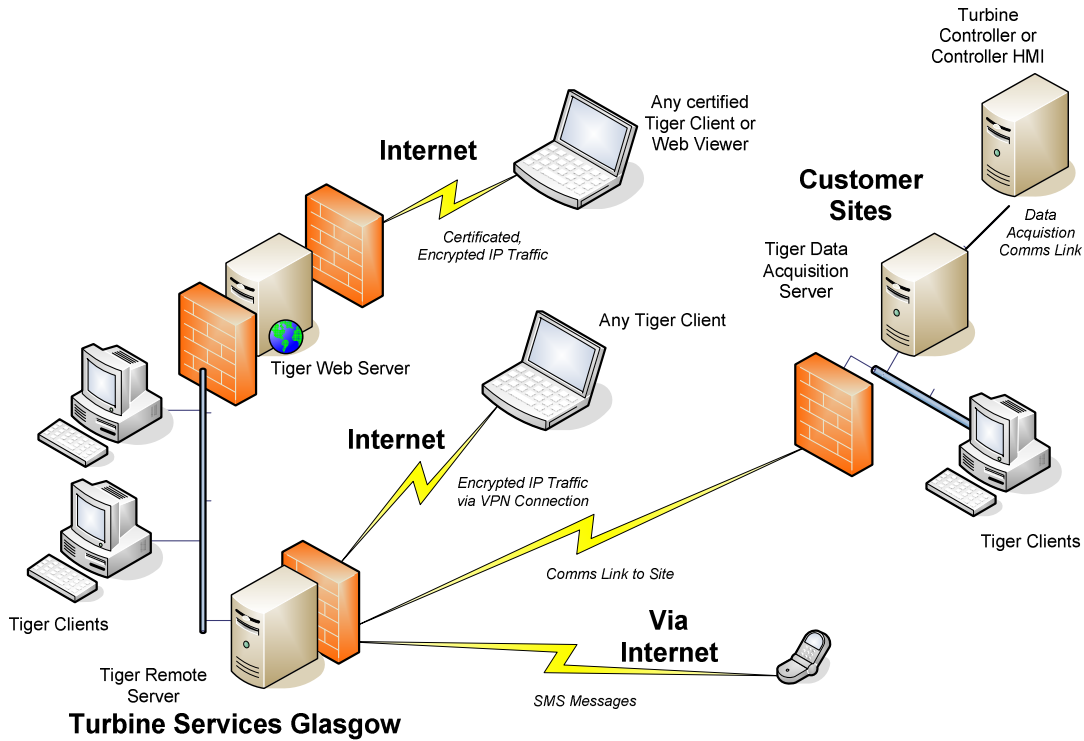 Turbine
Controller or
Controller HMI
Any certified
Tiger Client or
Web Viewer
Internet
Customer
Sites
Certificated,
Encrypted IP Traffic
Data
Acquistion
Comms Link
Tiger Data
Acquisition
Server
Any Tiger Client
Tiger Web Server
Internet
Encrypted IP Traffic
via VPN Connection
Tiger Clients
Comms Link to Site
Tiger Clients
Via
Internet
Tiger Remote
Server
SMS Messages
Turbine Services Glasgow